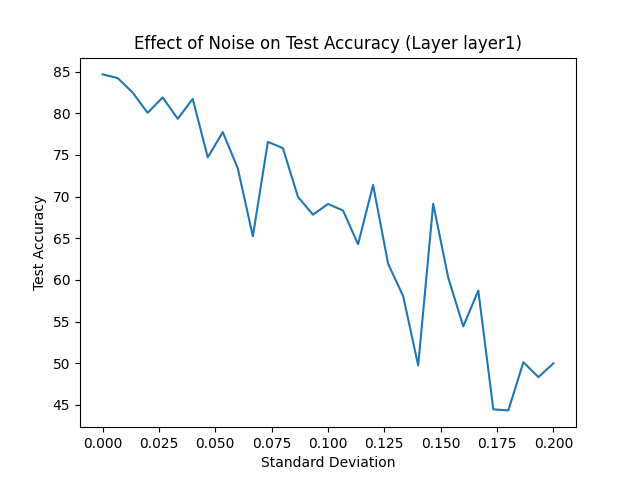 Effect of Noise on Test Accuracy (Layer layer1)
85
80
75
70
65
60
55
50
45
Test Accuracy
0.000 0.025 0.050 0.075 0.100 0.125 0.150 0.175 0.200
Standard Deviation